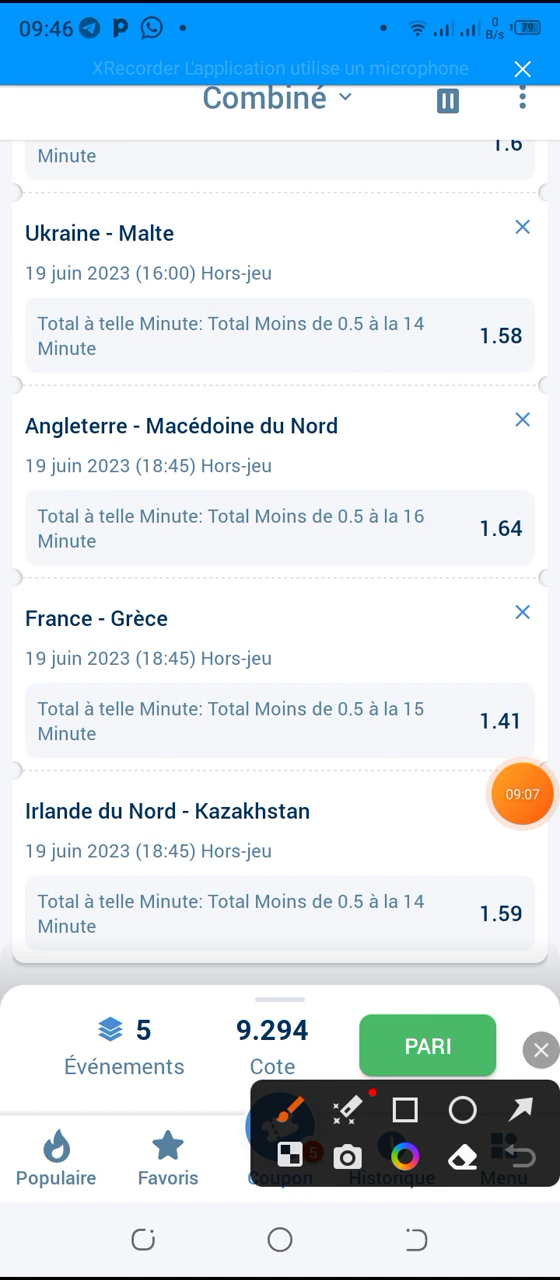 09:46
0
B/s
79
XRecorder L'application utilise un microphone
Combiné
1.6
Minute
Ukraine - Malte
19 juin 2023 (16:00) Hors-jeu
Total à telle Minute: Total Moins de 0.5 à la 14
Minute
1.58
Angleterre - Macédoine du Nord
19 juin 2023 (18:45) Hors-jeu
Total à telle Minute: Total Moins de 0.5 à la 16
Minute
1.64
France - Grèce
19 juin 2023 (18:45) Hors-jeu
Total à telle Minute: Total Moins de 0.5 à la 15
Minute
1.41
09:07
Irlande du Nord - Kazakhstan
19 juin 2023 (18:45) Hors-jeu
Total à telle Minute: Total Moins de 0.5 à la 14
Minute
1.59
5
Événements
9.294
Cote
PARI
5
Populaire
Favoris
Coupon
Historique
Menu